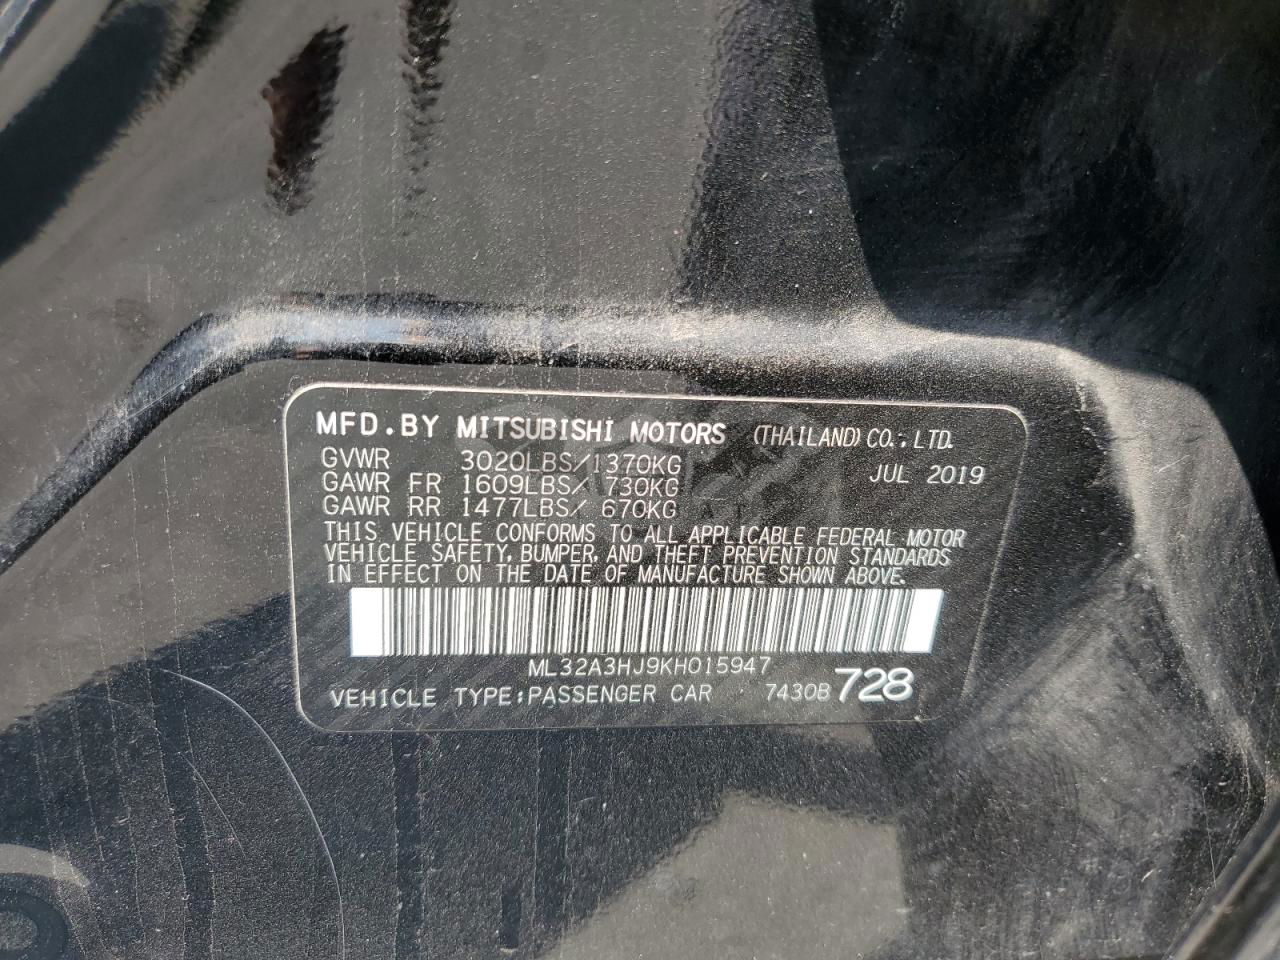 MFD.BY MITSUBISHI MOTORS (THAILAND) CO., LTD.
GVWR 3020LBS/1370KG JUL 2019
GAWR FR 1609LBS/ 730KG
GAWR RR 1477LBS/ 670KG
THIS VEHICLE CONFORMS TO ALL APPLICABLE FEDERAL MOTOR
VEHICLE SAFETY, BUMPER, AND THEFT PREVENTION STANDARDS
IN EFFECT ON THE DATE OF MANUFACTURE SHOWN ABOVE.
ML32A3HJ9KH015947
VEHICLE TYPE:PASSENGER CAR 7430B 728